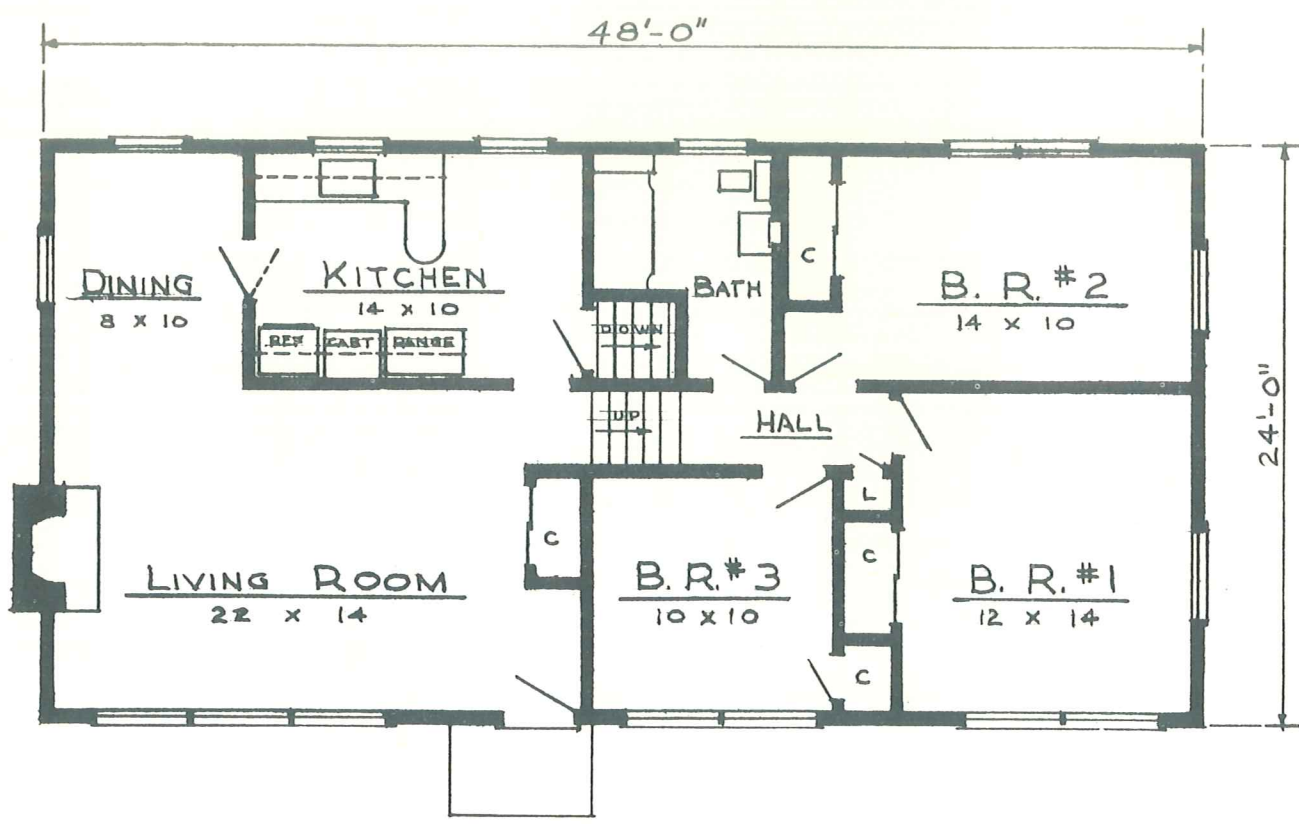 48'-0"
DINING
8 X 10
KITCHEN
14 X 10
REF CABT RANGE
DOWN
BATH
C
B. R. #2
14 X 10
24'-0"
UP
HALL
L
C
LIVING ROOM
22 X 14
C
B. R. #3
10 X 10
B. R. #1
12 X 14
C